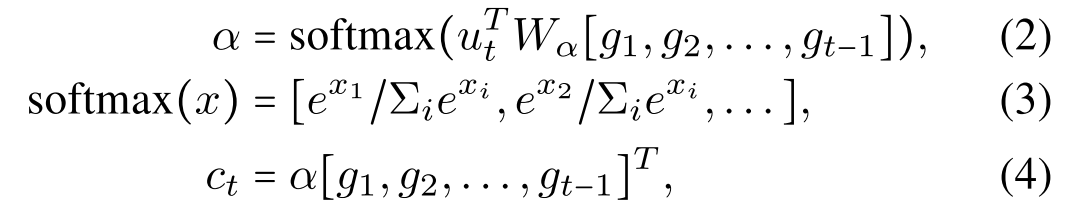 α = softmax(u_t^T W_α[g_1, g_2, ..., g_{t−1}]), (2)
softmax(x) = [e^{x_1}/Σ_i e^{x_i}, e^{x_2}/Σ_i e^{x_i}, ...], (3)
c_t = α[g_1, g_2, ..., g_{t−1}]^T, (4)